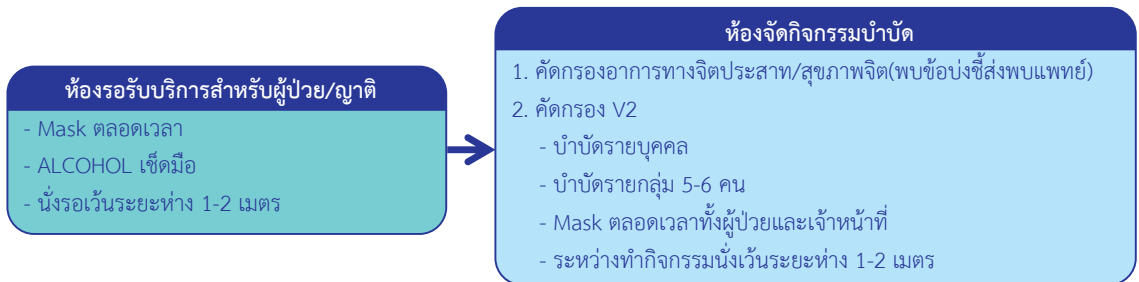 ห้องรอรับบริการสำหรับผู้ป่วย/ญาติ
- Mask ตลอดเวลา
- ALCOHOL เช็ดมือ
- นั่งรอเว้นระยะห่าง 1-2 เมตร
ห้องจัดกิจกรรมบำบัด
1. คัดกรองอาการทางจิตประสาท/สุขภาพจิต(พบข้อบ่งชี้ส่งพบแพทย์)
2. คัดกรอง V2
- บำบัดรายบุคคล
- บำบัดรายกลุ่ม 5-6 คน
- Mask ตลอดเวลาทั้งผู้ป่วยและเจ้าหน้าที่
- ระหว่างทำกิจกรรมนั่งเว้นระยะห่าง 1-2 เมตร